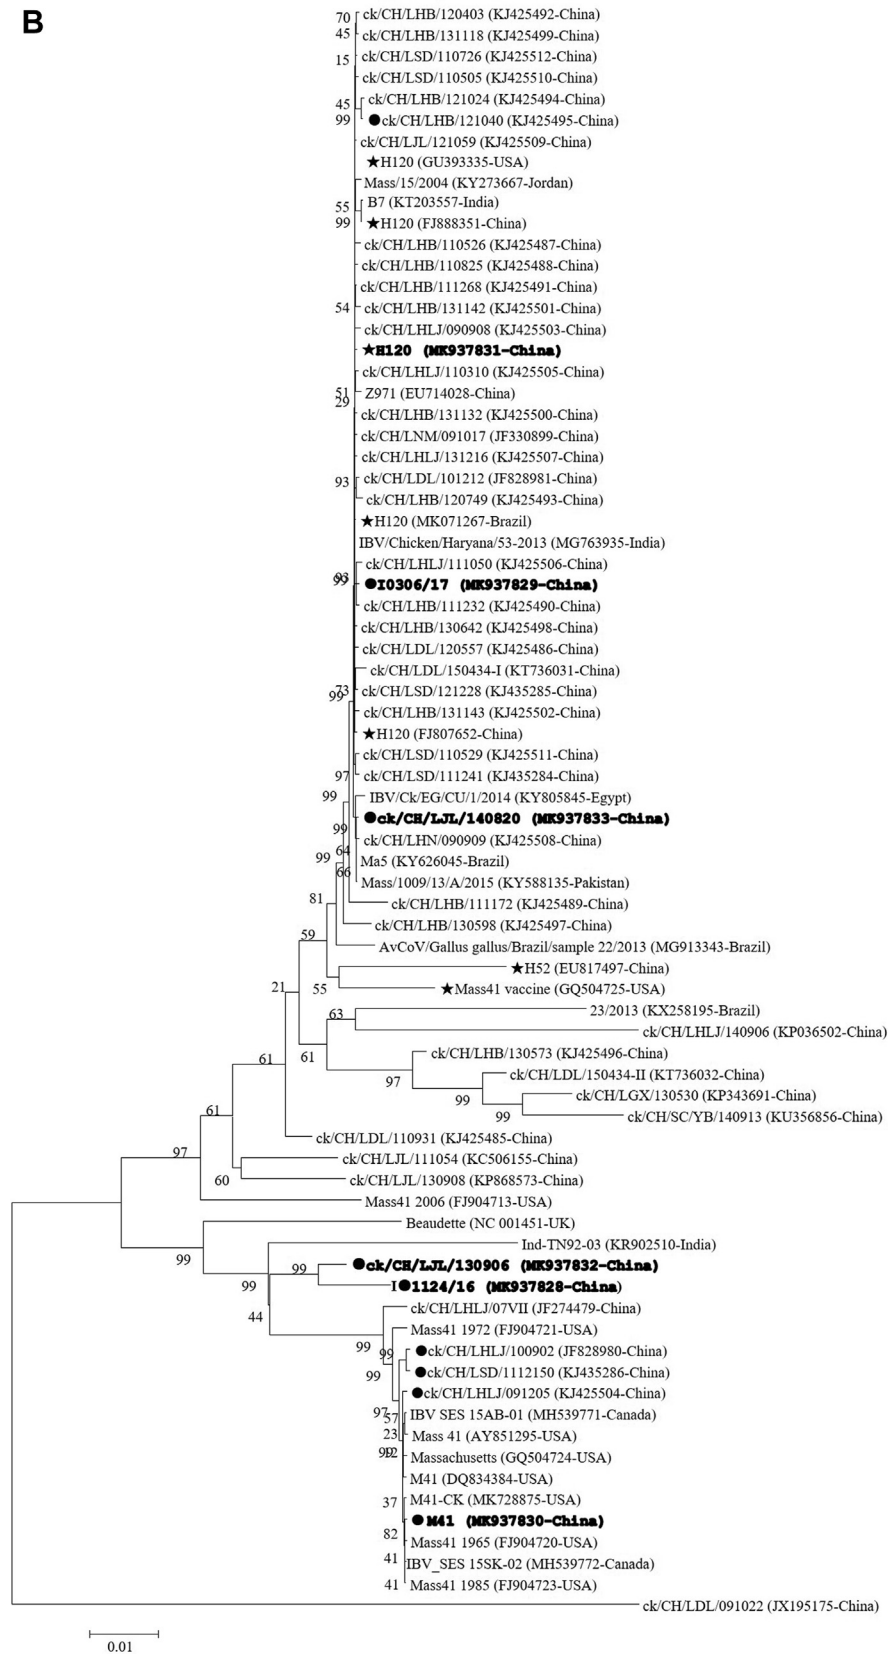 B
70 ck/CH/LHB/120403 (KJ425492-China)
45 ck/CH/LHB/131118 (KJ425499-China)
15 ck/CH/LSD/110726 (KJ425512-China)
ck/CH/LSD/110505 (KJ425510-China)
45 ck/CH/LHB/121024 (KJ425494-China)
99 ●ck/CH/LHB/121040 (KJ425495-China)
ck/CH/LJL/121059 (KJ425509-China)
★H120 (GU393335-USA)
Mass/15/2004 (KY273667-Jordan)
55 B7 (KT203557-India)
99 ★H120 (FJ888351-China)
ck/CH/LHB/110526 (KJ425487-China)
ck/CH/LHB/110825 (KJ425488-China)
ck/CH/LHB/111268 (KJ425491-China)
54 ck/CH/LHB/131142 (KJ425501-China)
ck/CH/LHLJ/090908 (KJ425503-China)
★H120 (MK937831-China)
ck/CH/LHLJ/110310 (KJ425505-China)
51 Z971 (EU714028-China)
29
ck/CH/LHB/131132 (KJ425500-China)
ck/CH/LNM/091017 (JF330899-China)
ck/CH/LHLJ/131216 (KJ425507-China)
93 ck/CH/LDL/101212 (JF828981-China)
ck/CH/LHB/120749 (KJ425493-China)
★H120 (MK071267-Brazil)
IBV/Chicken/Haryana/53-2013 (MG763935-India)
ck/CH/LHLJ/111050 (KJ425506-China)
99 ●I0306/17 (MK937829-China)
ck/CH/LHB/111232 (KJ425490-China)
ck/CH/LHB/130642 (KJ425498-China)
ck/CH/LDL/120557 (KJ425486-China)
ck/CH/LDL/150434-I (KT736031-China)
73 ck/CH/LSD/121228 (KJ435285-China)
99
ck/CH/LHB/131143 (KJ425502-China)
★H120 (FJ807652-China)
ck/CH/LSD/110529 (KJ425511-China)
97 ck/CH/LSD/111241 (KJ435284-China)
99 IBV/Ck/EG/CU/1/2014 (KY805845-Egypt)
●ck/CH/LJL/140820 (MK937833-China)
99
ck/CH/LHN/090909 (KJ425508-China)
64
99 Ma5 (KY626045-Brazil)
66
Mass/1009/13/A/2015 (KY588135-Pakistan)
81 ck/CH/LHB/111172 (KJ425489-China)
ck/CH/LHB/130598 (KJ425497-China)
59 AvCoV/Gallus gallus/Brazil/sample 22/2013 (MG913343-Brazil)
★H52 (EU817497-China)
21 55 ★Mass41 vaccine (GQ504725-USA)
63 23/2013 (KX258195-Brazil)
ck/CH/LHLJ/140906 (KP036502-China)
61 61 ck/CH/LHB/130573 (KJ425496-China)
97 ck/CH/LDL/150434-II (KT736032-China)
99 ck/CH/LGX/130530 (KP343691-China)
61 99 ck/CH/SC/YB/140913 (KU356856-China)
ck/CH/LDL/110931 (KJ425485-China)
97 ck/CH/LJL/111054 (KC506155-China)
60 ck/CH/LJL/130908 (KP868573-China)
Mass41 2006 (FJ904713-USA)
Beaudette (NC 001451-UK)
Ind-TN92-03 (KR902510-India)
99 99 ●ck/CH/LJL/130906 (MK937832-China)
99 I●1124/16 (MK937828-China)
ck/CH/LHLJ/07VII (JF274479-China)
44
Mass41 1972 (FJ904721-USA)
99 99 ●ck/CH/LHLJ/100902 (JF828980-China)
99 ●ck/CH/LSD/1112150 (KJ435286-China)
●ck/CH/LHLJ/091205 (KJ425504-China)
97 57 IBV SES 15AB-01 (MH539771-Canada)
23 Mass 41 (AY851295-USA)
99 12 Massachusetts (GQ504724-USA)
M41 (DQ834384-USA)
37 M41-CK (MK728875-USA)
●M41 (MK937830-China)
82 Mass41 1965 (FJ904720-USA)
41 IBV_SES 15SK-02 (MH539772-Canada)
41 Mass41 1985 (FJ904723-USA)
ck/CH/LDL/091022 (JX195175-China)
0.01